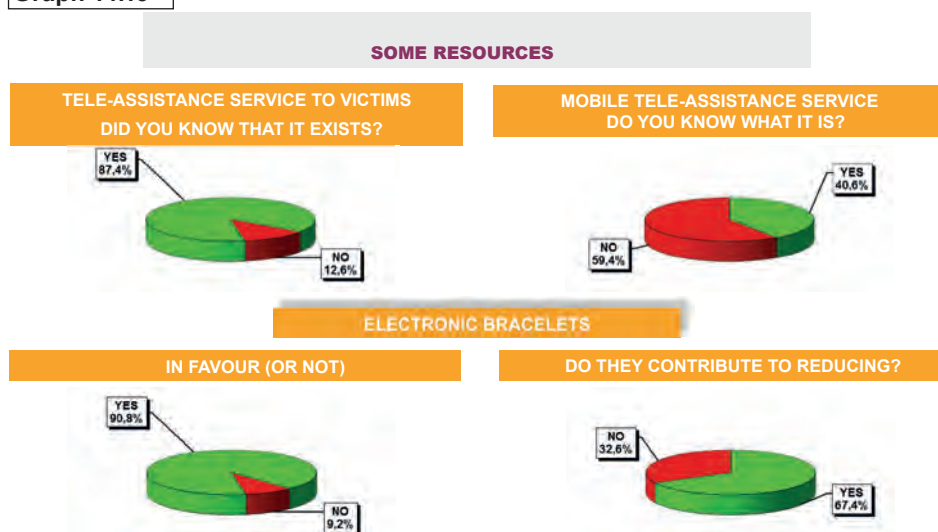 SOME RESOURCES
TELE-ASSISTANCE SERVICE TO VICTIMS
DID YOU KNOW THAT IT EXISTS?
MOBILE TELE-ASSISTANCE SERVICE
DO YOU KNOW WHAT IT IS?
YES
87,4%
NO
12,6%
YES
40,6%
NO
59,4%
ELECTRONIC BRACELETS
IN FAVOUR (OR NOT)
DO THEY CONTRIBUTE TO REDUCING?
YES
90,8%
NO
9,2%
NO
32,6%
YES
67,4%